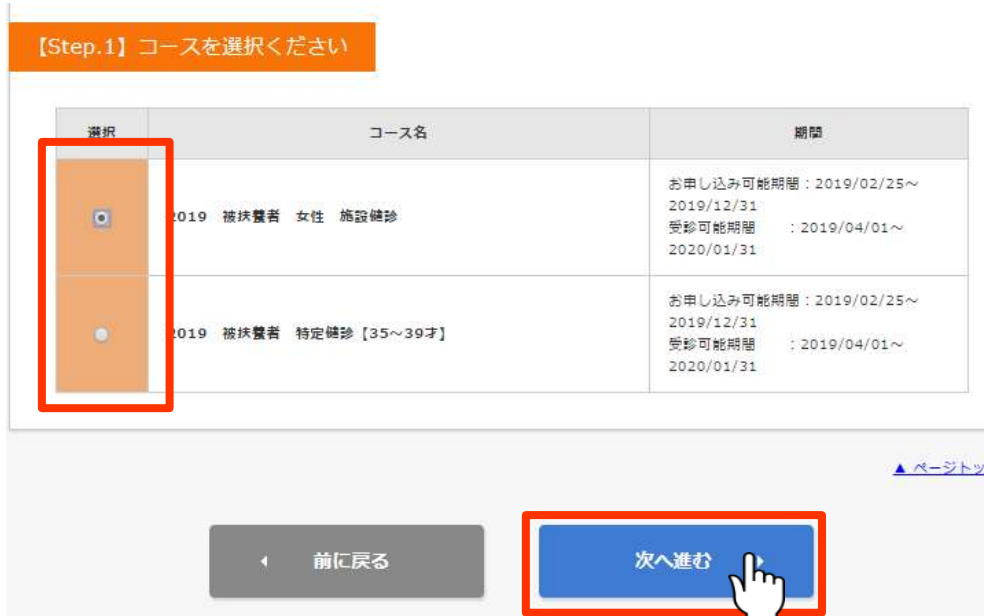 【Step.1】コースを選択ください
選択 コース名 期間
2019 被扶養者 女性 施設健診
お申し込み可能期間：2019/02/25～
2019/12/31
受診可能期間 ：2019/04/01～
2020/01/31
2019 被扶養者 特定健診【35～39才】
お申し込み可能期間：2019/02/25～
2019/12/31
受診可能期間 ：2019/04/01～
2020/01/31
▲ ページトッ
前に戻る
次へ進む